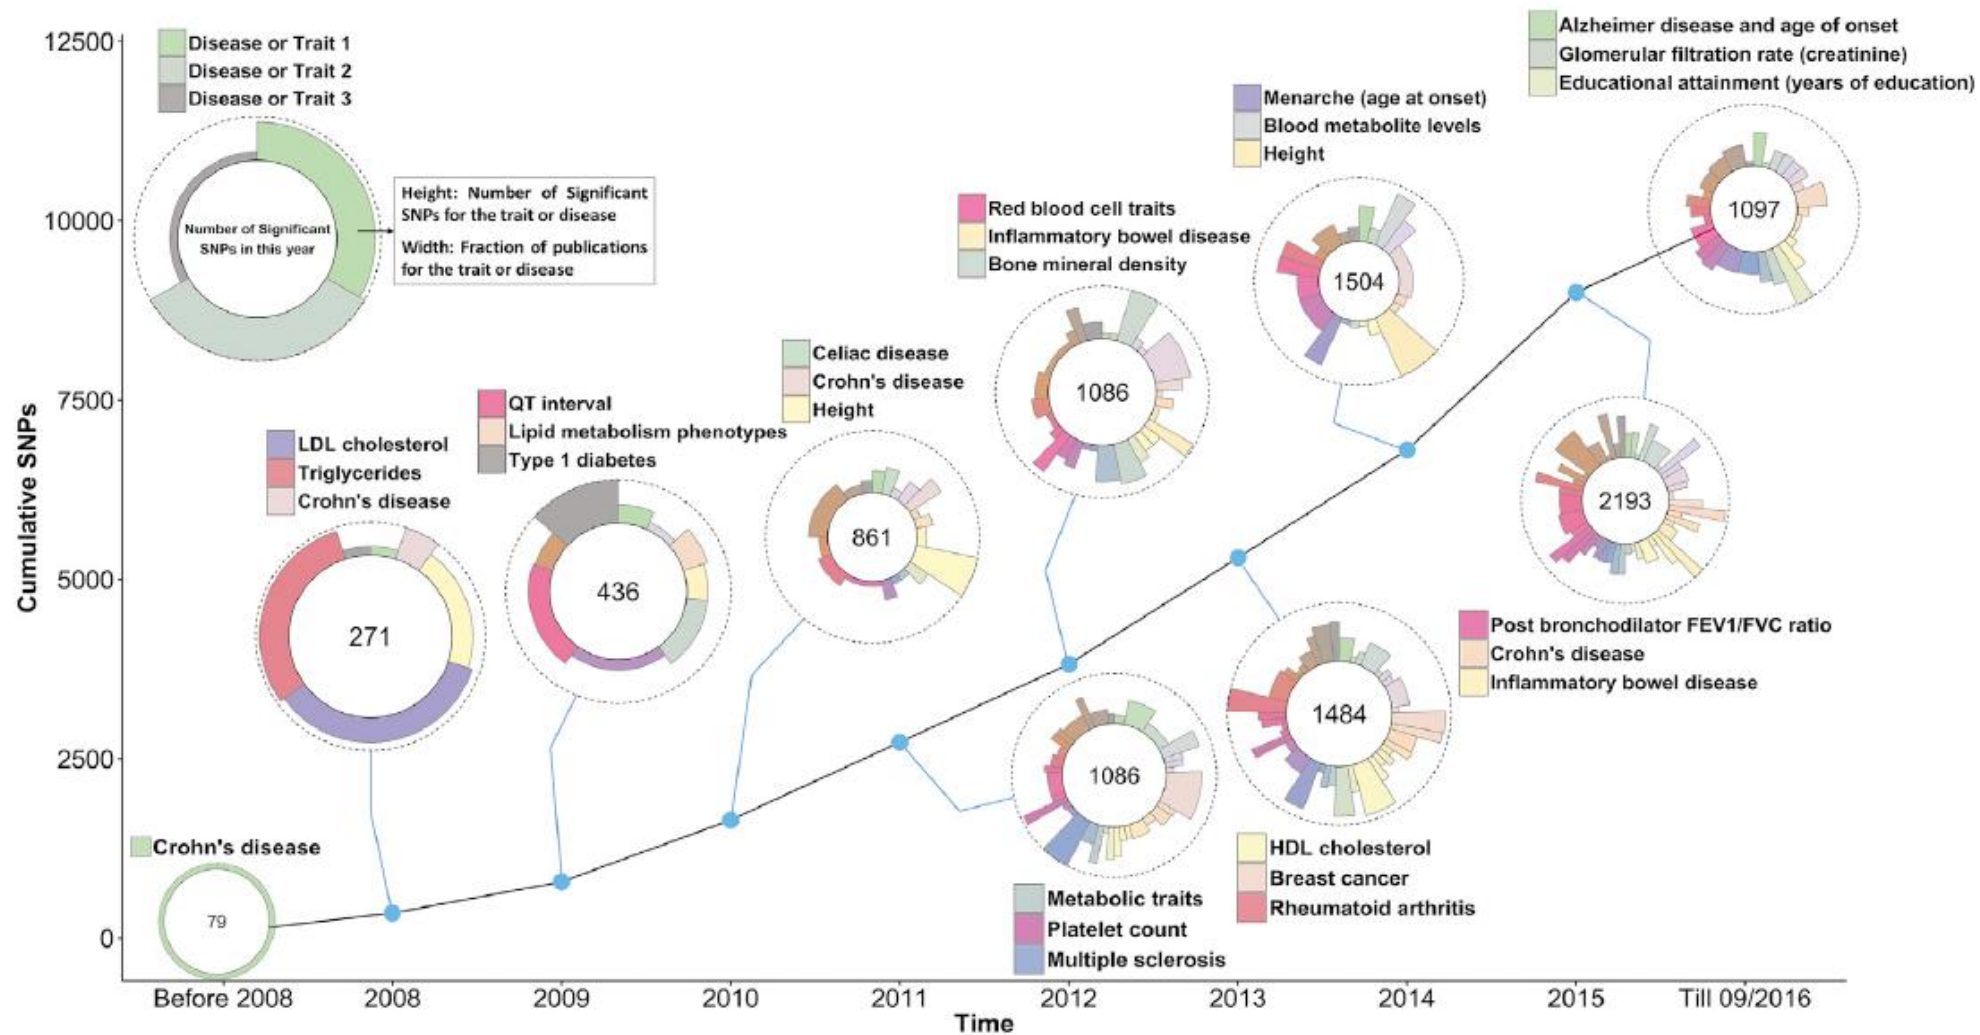 Cumulative SNPs
12500
10000
7500
5000
2500
0
Disease or Trait 1
Disease or Trait 2
Disease or Trait 3
Number of Significant
SNPs in this year
Height: Number of Significant
SNPs for the trait or disease
Width: Fraction of publications
for the trait or disease
Crohn's disease
79
LDL cholesterol
Triglycerides
Crohn's disease
271
QT interval
Lipid metabolism phenotypes
Type 1 diabetes
436
Celiac disease
Crohn's disease
Height
861
Red blood cell traits
Inflammatory bowel disease
Bone mineral density
1086
1086
Metabolic traits
Platelet count
Multiple sclerosis
Menarche (age at onset)
Blood metabolite levels
Height
1504
1484
HDL cholesterol
Breast cancer
Rheumatoid arthritis
Alzheimer disease and age of onset
Glomerular filtration rate (creatinine)
Educational attainment (years of education)
1097
2193
Post bronchodilator FEV1/FVC ratio
Crohn's disease
Inflammatory bowel disease
Before 2008
2008
2009
2010
2011
2012
2013
2014
2015
Till 09/2016
Time